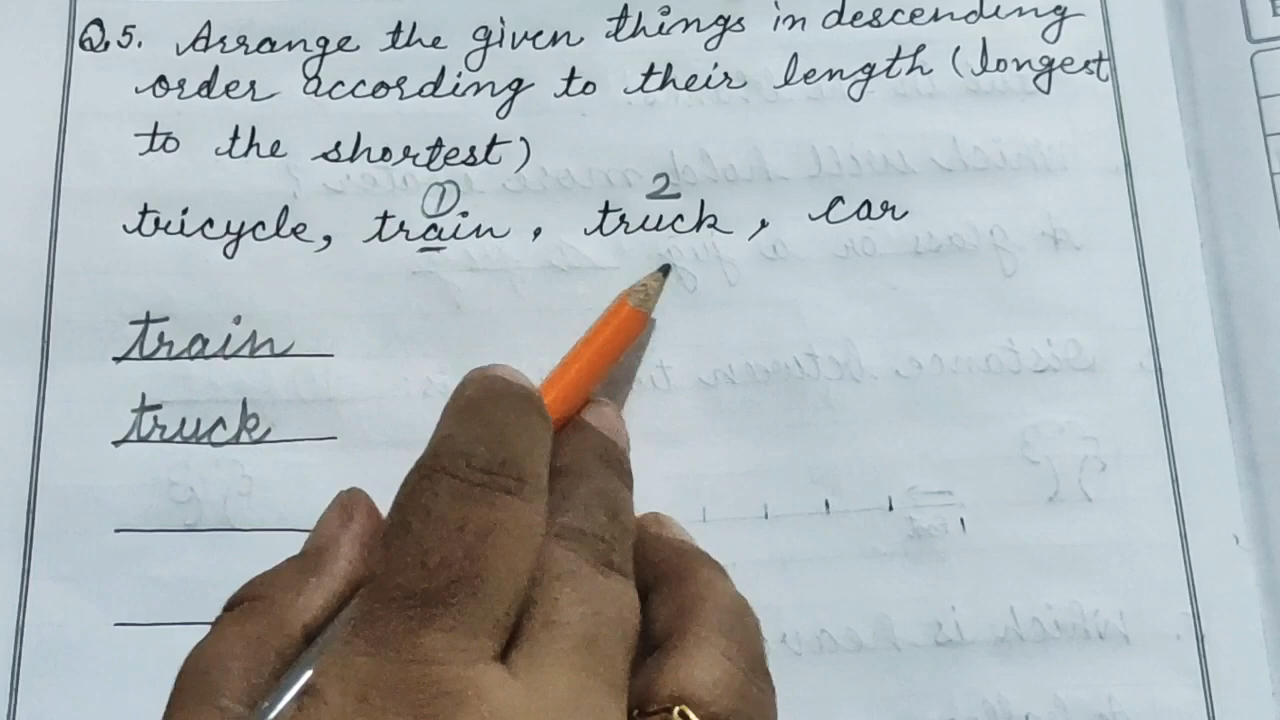 Q.5. Arrange the given things in descending
order according to their length (longest
to the shortest)
1 2
tricycle, train, truck, car
train
truck